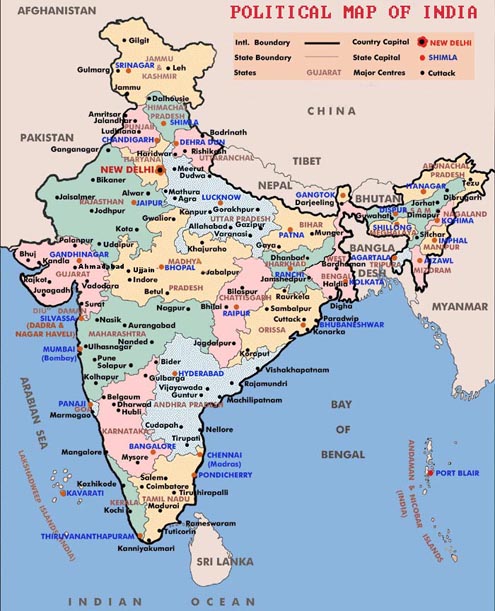 POLITICAL MAP OF INDIA
AFGHANISTAN
Intl. Boundary
Country Capital
NEW DELHI
State Boundary
State Capital
SHIMLA
States
GUJARAT
Major Centres
Cuttack
Gilgit
JAMMU
&
KASHMIR
Gulmarg
SRINAGAR
Leh
Jammu
CHINA
PAKISTAN
Dalhousie
HIMACHAL
PRADESH
Amritsar
Jalandhar
SHIMLA
PUNJAB
Ludhiana
CHANDIGARH
DEHRA DUN
Badrinath
Ganganagar
Haridwar
Rishikesh
UTTARANCHAL
TIBET
HARYANA
NEW DELHI
Meerut
Dudwa
NEPAL
ARUNACHAL
PRADESH
Tezu
Bikaner
Jaisalmer
RAJASTHAN
Alwar
JAIPUR
Mathura
Agra
LUCKNOW
GANGTOK
Darjeeling
BHUTAN
ITANAGAR
Dibrugarh
Jorhat
Jodhpur
Gwalior
Kanpur
Gorakhpur
UTTAR PRADESH
DISPUR
ASSAM
Guwahati
Dimapur
NAGALAND
KOHIMA
Kota
Allahabad
Gazipur
Varanasi
PATNA
BIHAR
Munger
SHILLONG
MEGHALAYA
Silchar
IMPHAL
MANIPUR
Palanpur
Udaipur
Khajuraho
Gaya
BANGLA
DESH
AGARTALA
TRIPURA
AIZAWL
MIZORAM
Bhuj
Kandla
GANDHINAGAR
Ahmadabad
GUJARAT
Rajkot
Junagadh
Vadodara
Ujjain
Indore
MADHYA
BHOPAL
Jabalpur
PRADESH
Betul
Dhanbad
JHARKHAND
RANCHI
Jamshedpur
WEST
BENGAL
KOLKATA
Haldia
Digha
MYANMAR
Surat
DIU
DAMAN
SILVASSA
(DADRA &
NAGAR HAVELI)
Nasik
Aurangabad
MAHARASHTRA
Nagpur
Bilaspur
CHATTISGARH
Bhilai
RAIPUR
Raurkela
Sambalpur
Cuttack
ORISSA
Paradwip
BHUBANESHWAR
Konarka
MUMBAI
(Bombay)
Ulhasnagar
Nanded
Jagdalpur
Koraput
Pune
Solapur
Kolhapur
Bider
Gulbarga
HYDERABAD
Vishakhapatnam
Rajamundri
Vijayawada
Guntur
ANDHRA PRADESH
Machilipatnam
ARABIAN SEA
PANAJI
GOA
Marmagao
Belgaum
Dharwad
Hubli
KARNATAKA
Cudapah
Nellore
Tirupati
BAY
OF
BENGAL
Mangalore
BANGALORE
Mysore
CHENNAI
(Madras)
PONDICHERRY
ANDAMAN & NICOBAR ISLANDS
(INDIA)
PORT BLAIR
LAKSHADWEEP ISLANDS
(INDIA)
KAVARATI
Kozhikode
KERALA
Kochi
Salem
Coimbatore
Tiruchirapalli
TAMIL NADU
Madurai
Rameswaram
Tuticorin
THIRUVANANTHAPURAM
Kanniyakumari
SRI LANKA
INDIAN OCEAN